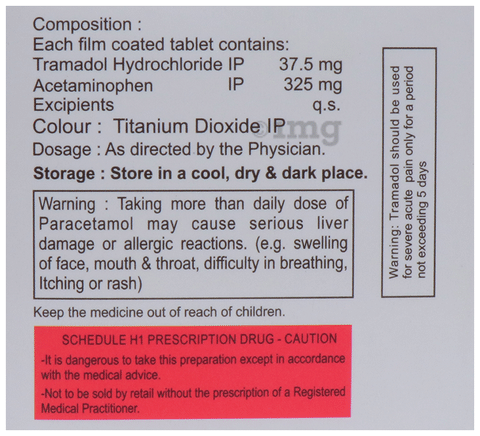 Composition :
Each film coated tablet contains:
Tramadol Hydrochloride IP 37.5 mg
Acetaminophen IP 325 mg
Excipients q.s.
Colour : Titanium Dioxide IP
Dosage : As directed by the Physician.
Storage : Store in a cool, dry & dark place.
Warning : Taking more than daily dose of
Paracetamol may cause serious liver
damage or allergic reactions. (e.g. swelling
of face, mouth & throat, difficulty in breathing,
Itching or rash)
Keep the medicine out of reach of children.
SCHEDULE H1 PRESCRIPTION DRUG - CAUTION
-It is dangerous to take this preparation except in accordance
with the medical advice.
-Not to be sold by retail without the prescription of a Registered
Medical Practitioner.
Warning: Tramadol should be used
for severe acute pain only for a period
not exceeding 5 days